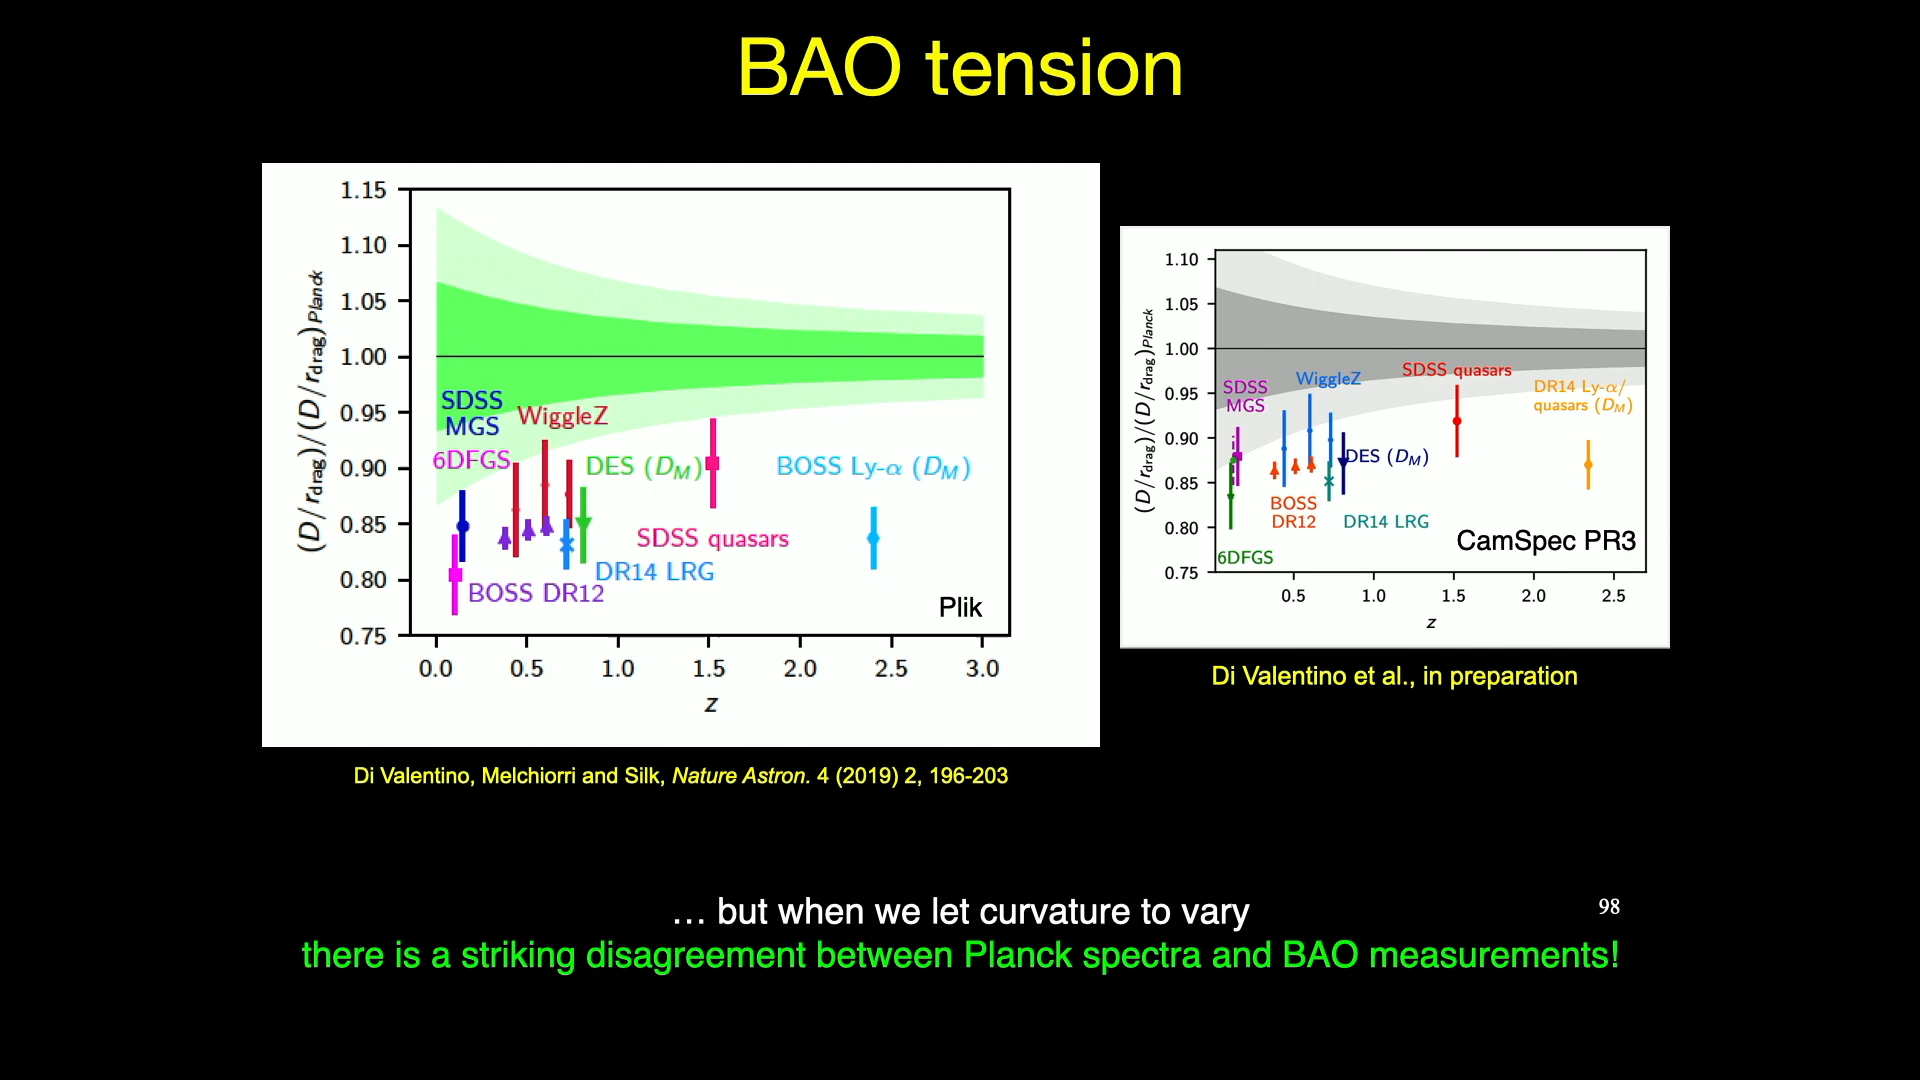 BAO tension
1.15
1.10
1.05
1.00
0.95
0.90
0.85
0.80
0.75
(D/r_drag)/(D/r_drag)_Planck
SDSS
MGS
WiggleZ
6DFGS
DES (D_M)
BOSS Ly-α (D_M)
SDSS quasars
DR14 LRG
BOSS DR12
Plik
0.0 0.5 1.0 1.5 2.0 2.5 3.0
z
Di Valentino, Melchiorri and Silk, Nature Astron. 4 (2019) 2, 196-203
1.10
1.05
1.00
0.95
0.90
0.85
0.80
0.75
(D/r_drag)/(D/r_drag)_Planck
SDSS quasars
WiggleZ
SDSS
MGS
DR14 Ly-α/
quasars (D_M)
DES (D_M)
BOSS
DR12
DR14 LRG
CamSpec PR3
6DFGS
0.5 1.0 1.5 2.0 2.5
z
Di Valentino et al., in preparation
… but when we let curvature to vary
98
there is a striking disagreement between Planck spectra and BAO measurements!